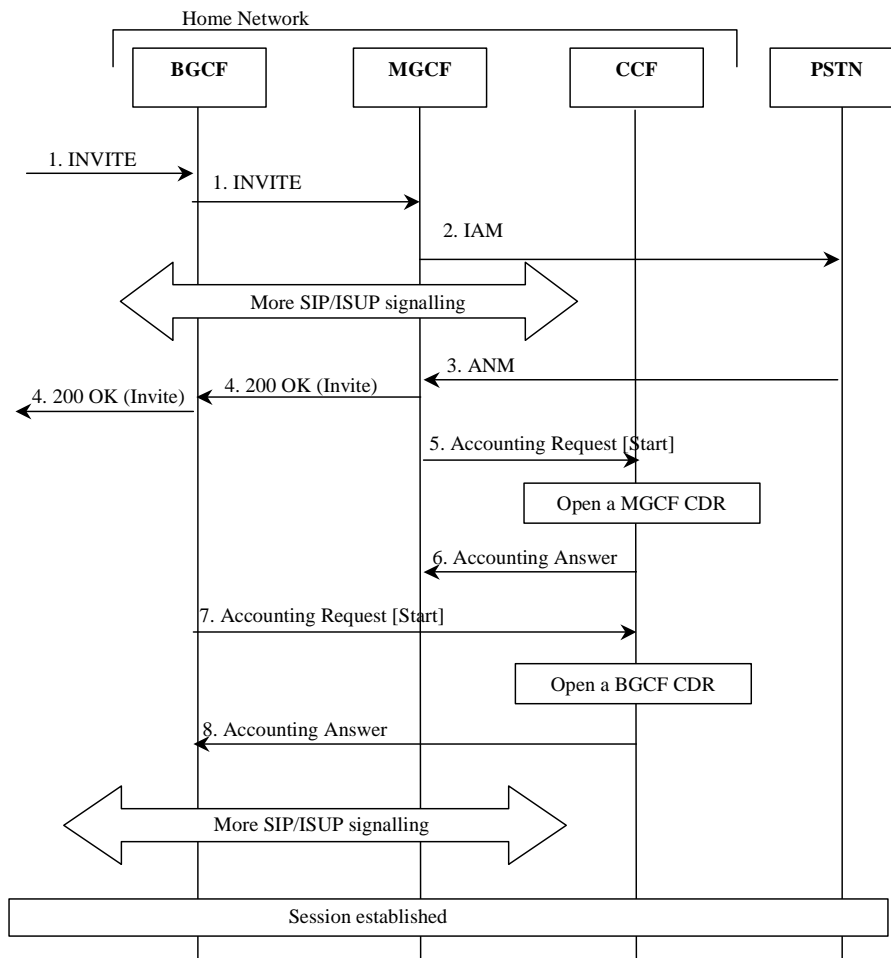 Home Network
BGCF
MGCF
CCF
PSTN
1. INVITE
1. INVITE
2. IAM
More SIP/ISUP signalling
3. ANM
4. 200 OK (Invite)
4. 200 OK (Invite)
5. Accounting Request [Start]
Open a MGCF CDR
6. Accounting Answer
7. Accounting Request [Start]
Open a BGCF CDR
8. Accounting Answer
More SIP/ISUP signalling
Session established